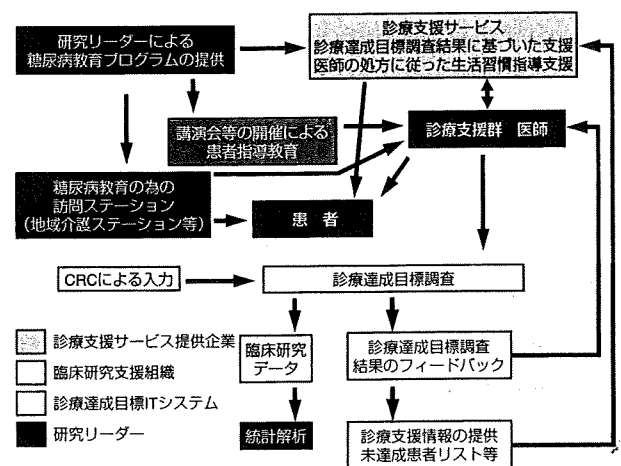 研究リーダーによる
糖尿病教育プログラムの提供
診療支援サービス
診療達成目標調査結果に基づいた支援
医師の処方に従った生活習慣指導支援
講演会等の開催による
患者指導教育
診療支援群 医師
糖尿病教育の為の
訪問ステーション
(地域介護ステーション等)
患 者
CRCによる入力
診療達成目標調査
臨床研究
データ
診療達成目標調査
結果のフィードバック
統計解析
診療支援情報の提供
未達成患者リスト等
診療支援サービス提供企業
臨床研究支援組織
診療達成目標ITシステム
研究リーダー